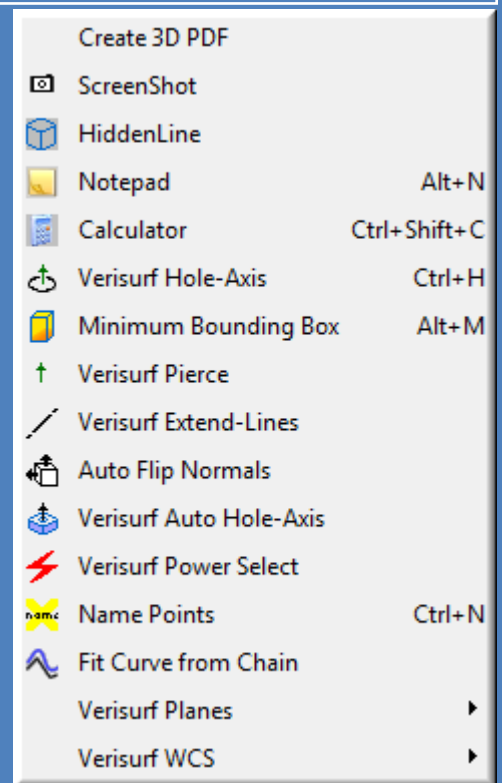 Create 3D PDF
ScreenShot
HiddenLine
Notepad Alt+N
Calculator Ctrl+Shift+C
Verisurf Hole-Axis Ctrl+H
Minimum Bounding Box Alt+M
Verisurf Pierce
Verisurf Extend-Lines
Auto Flip Normals
Verisurf Auto Hole-Axis
Verisurf Power Select
name Name Points Ctrl+N
Fit Curve from Chain
Verisurf Planes
Verisurf WCS